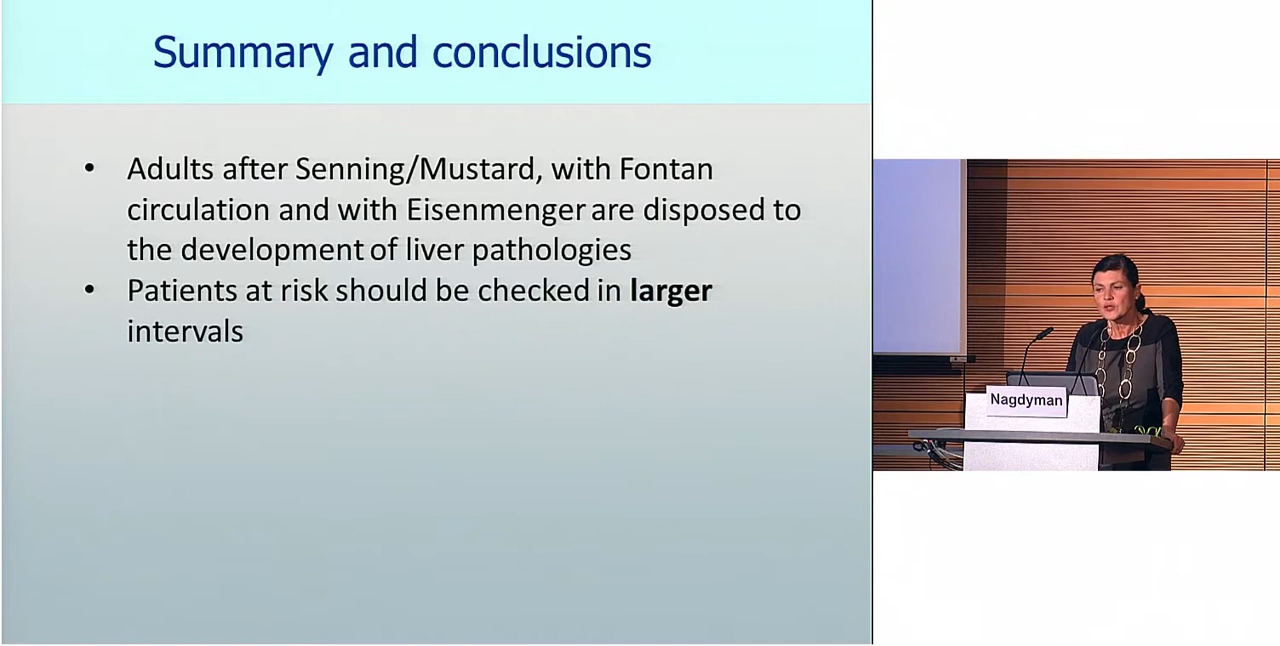 Summary and conclusions
• Adults after Senning/Mustard, with Fontan
circulation and with Eisenmenger are disposed to
the development of liver pathologies
• Patients at risk should be checked in larger
intervals
Nagdyman